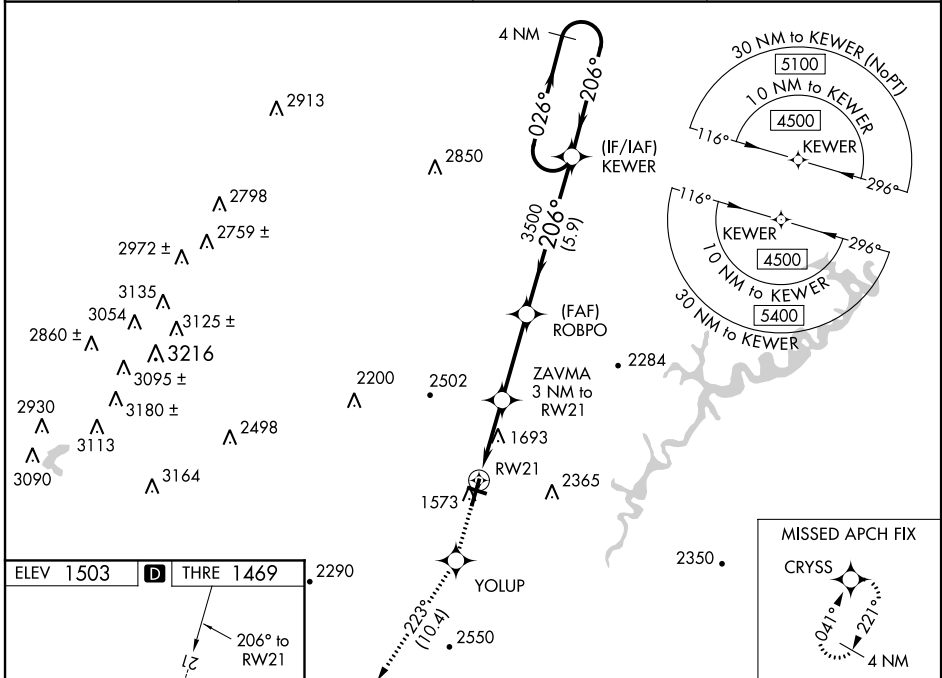 4 NM
026°
206°
(IF/IAF)
KEWER
2913
2850
2798
2759 ±
2972 ±
3135
3054
3125 ±
2860 ±
3216
3095 ±
3180 ±
2930
3113
3090
3164
2498
2200
2502
3500
206°
(5.9)
(FAF)
ROBPO
ZAVMA
3 NM to
RW21
2284
1693
RW21
1573
2365
YOLUP
2350
2290
2550
223°
(10.4)
30 NM to KEWER (NoPT)
5100
10 NM to KEWER
4500
116°
KEWER
296°
116°
KEWER
296°
4500
10 NM to KEWER
5400
30 NM to KEWER
ELEV 1503 D THRE 1469
206° to
RW21
21
MISSED APCH FIX
CRYSS
041°
221°
4 NM